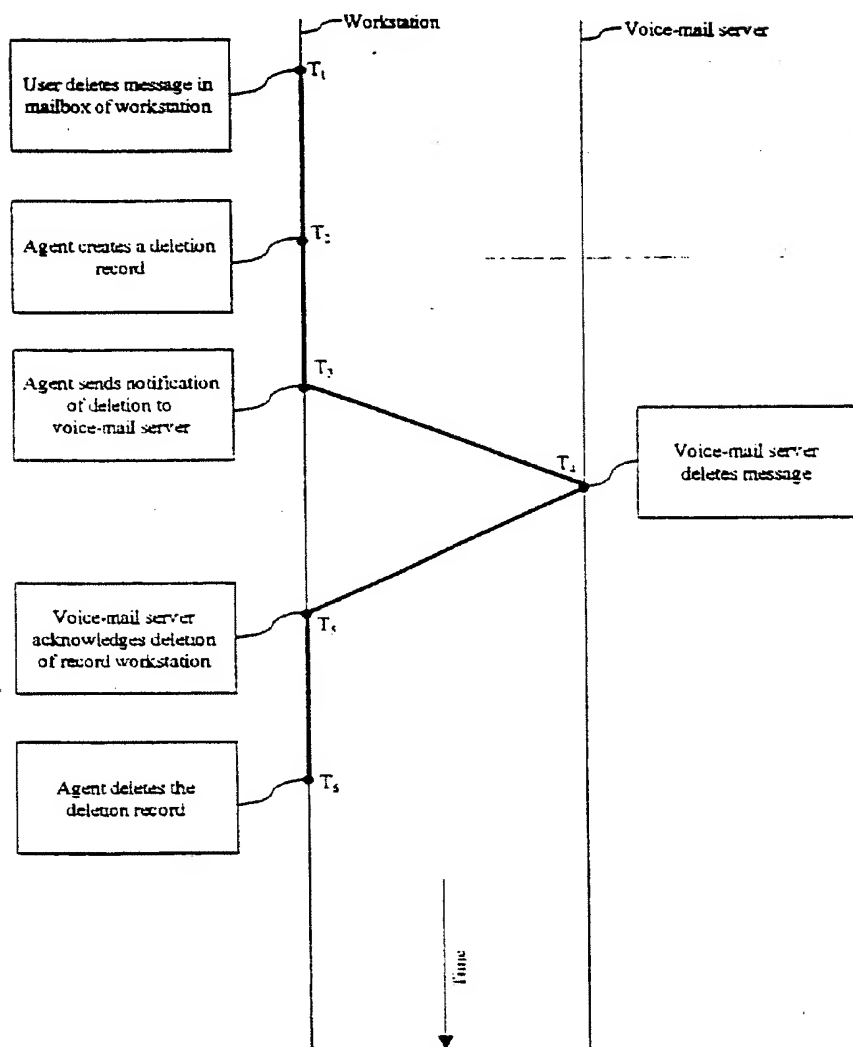 Workstation
Voice-mail server
User deletes message in
mailbox of workstation
T₁
Agent creates a deletion
record
T₂
Agent sends notification
of deletion to
voice-mail server
T₃
T₄
Voice-mail server
deletes message
Voice-mail server
acknowledges deletion
of record workstation
T₅
Agent deletes the
deletion record
T₆
Time